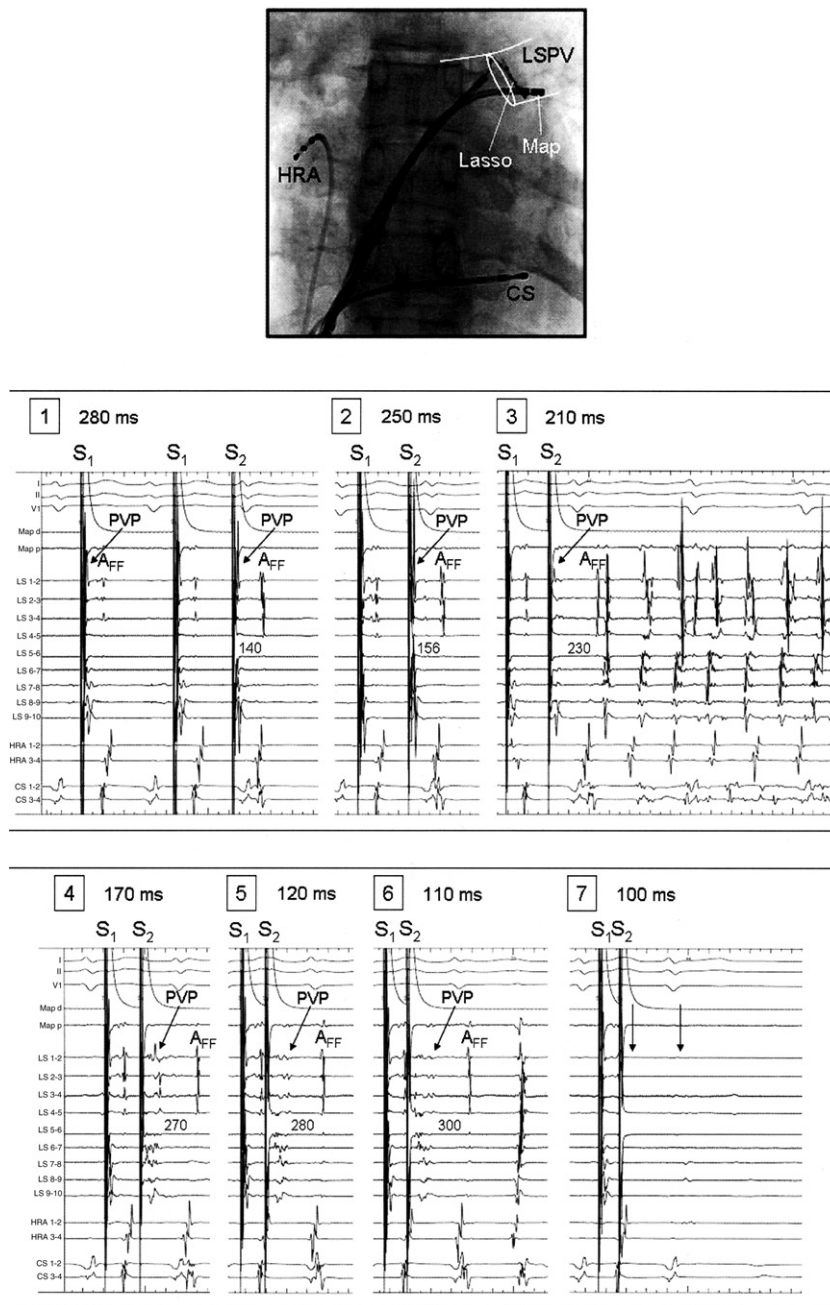 LSPV
Map
Lasso
HRA
CS
1 280 ms
2 250 ms
3 210 ms
S1 S1 S2
S1 S2
S1 S2
I
II
V1
PVP PVP
PVP
PVP
Map d
Map p
AFF AFF
AFF
AFF
LS 1-2
LS 2-3
LS 3-4
LS 4-5
140
156
230
LS 5-6
LS 6-7
LS 7-8
LS 8-9
LS 9-10
HRA 1-2
HRA 3-4
CS 1-2
CS 3-4
4 170 ms
5 120 ms
6 110 ms
7 100 ms
S1 S2
S1 S2
S1 S2
S1 S2
I
II
V1
PVP
PVP
PVP
Map d
Map p
AFF
AFF
AFF
LS 1-2
LS 2-3
LS 3-4
LS 4-5
270
280
300
LS 5-6
LS 6-7
LS 7-8
LS 8-9
LS 9-10
HRA 1-2
HRA 3-4
CS 1-2
CS 3-4